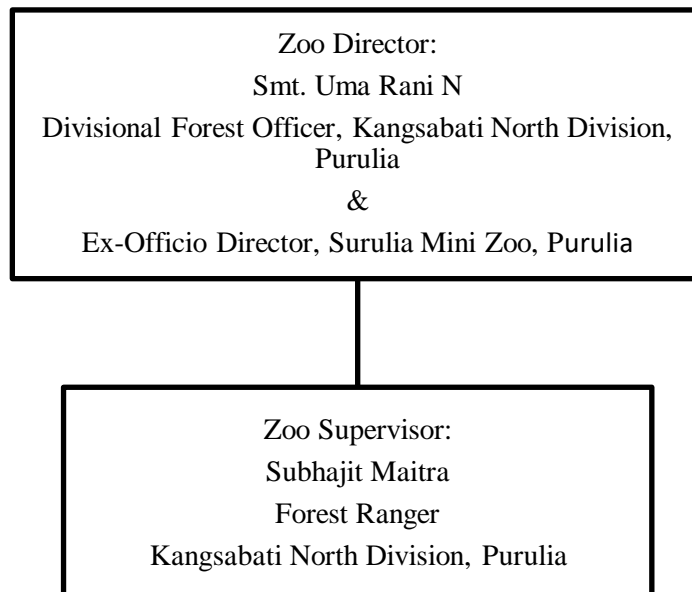 Zoo Director:
Smt. Uma Rani N
Divisional Forest Officer, Kangsabati North Division,
Purulia
&
Ex-Officio Director, Surulia Mini Zoo, Purulia
Zoo Supervisor:
Subhajit Maitra
Forest Ranger
Kangsabati North Division, Purulia